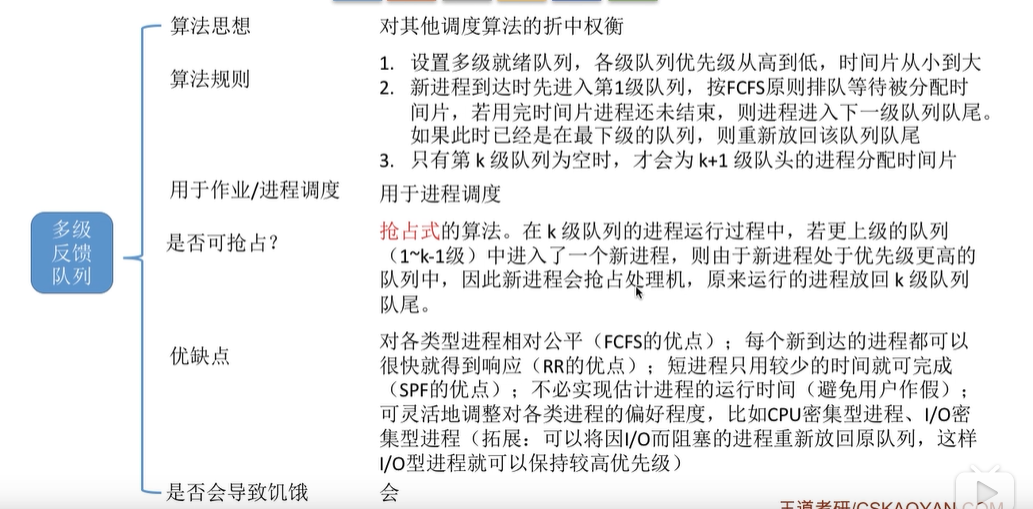 算法思想
对其他调度算法的折中权衡
算法规则
1. 设置多级就绪队列，各级队列优先级从高到低，时间片从小到大
2. 新进程到达时先进入第1级队列，按FCFS原则排队等待被分配时
间片，若用完时间片进程还未结束，则进程进入下一级队列队尾。
如果此时已经是在最下级的队列，则重新放回该队列队尾
3. 只有第 k 级队列为空时，才会为 k+1 级队头的进程分配时间片
用于作业/进程调度
用于进程调度
多级
反馈
队列
是否可抢占？
抢占式的算法。在 k 级队列的进程运行过程中，若更上级的队列
（1~k-1级）中进入了一个新进程，则由于新进程处于优先级更高的
队列中，因此新进程会抢占处理机，原来运行的进程放回 k 级队列
队尾。
优缺点
对各类型进程相对公平（FCFS的优点）；每个新到达的进程都可以
很快就得到响应（RR的优点）；短进程只用较少的时间就可完成
（SPF的优点）；不必实现估计进程的运行时间（避免用户作假）；
可灵活地调整对各类进程的偏好程度，比如CPU密集型进程、I/O密
集型进程（拓展：可以将因I/O而阻塞的进程重新放回原队列，这样
I/O型进程就可以保持较高优先级）
是否会导致饥饿
会
王道考研/CSKAOYAN.COM